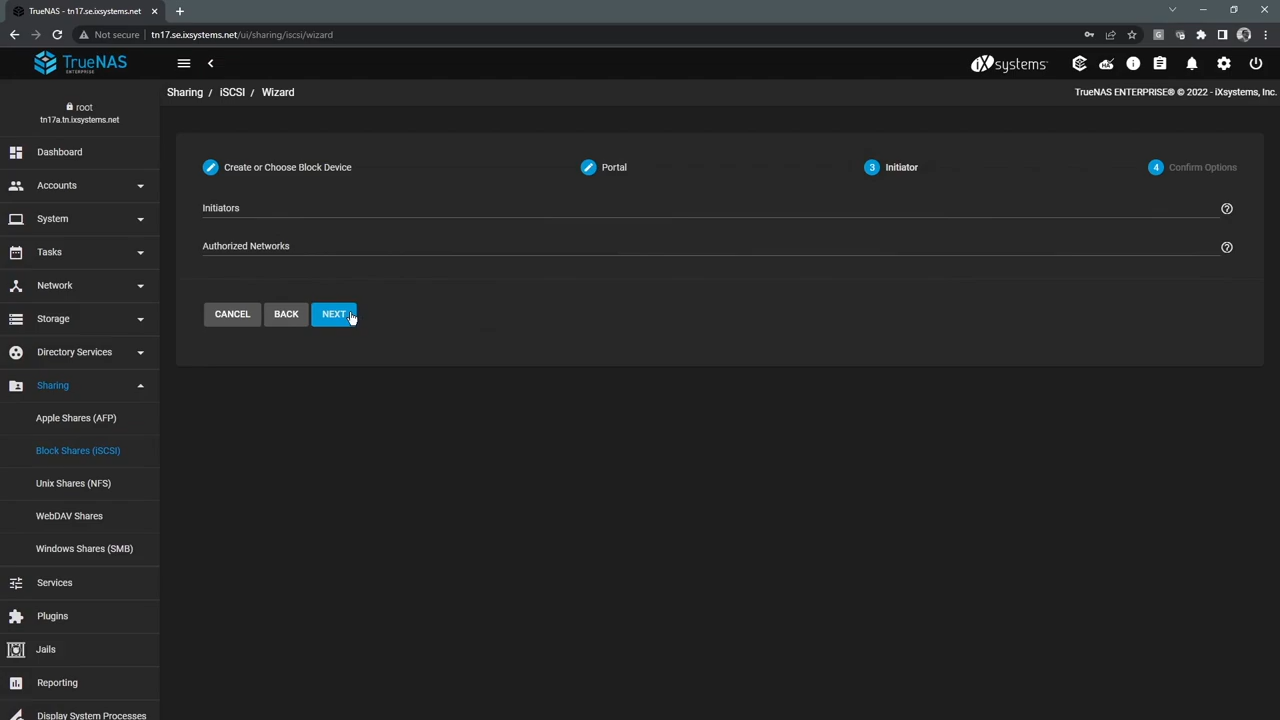 TrueNAS - tn17.se.ixsystems.net
Not secure
tn17.se.ixsystems.net/ui/sharing/iscsi/wizard
TrueNAS
ENTERPRISE
iXsystems
root
tn17a.tn.ixsystems.net
Sharing / iSCSI / Wizard
TrueNAS ENTERPRISE® © 2022 - iXsystems, Inc.
Dashboard
Accounts
System
Tasks
Network
Storage
Directory Services
Sharing
Apple Shares (AFP)
Block Shares (iSCSI)
Unix Shares (NFS)
WebDAV Shares
Windows Shares (SMB)
Services
Plugins
Jails
Reporting
Display System Processes
Create or Choose Block Device
Portal
3 Initiator
4 Confirm Options
Initiators
Authorized Networks
CANCEL
BACK
NEXT